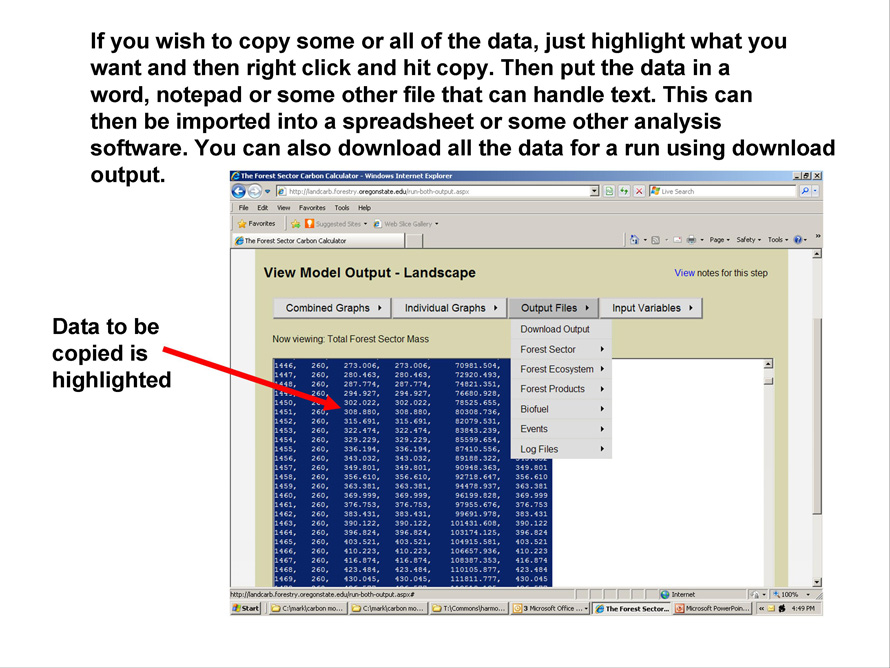 If you wish to copy some or all of the data, just highlight what you
want and then right click and hit copy. Then put the data in a
word, notepad or some other file that can handle text. This can
then be imported into a spreadsheet or some other analysis
software. You can also download all the data for a run using download
output.
The Forest Sector Carbon Calculator - Windows Internet Explorer
http://landcarb.forestry.oregonstate.edu/run-both-output.aspx
Live Search
File Edit View Favorites Tools Help
Favorites Suggested Sites Web Slice Gallery
The Forest Sector Carbon Calculator
Page Safety Tools
View Model Output - Landscape
View notes for this step
Combined Graphs Individual Graphs Output Files Input Variables
Now viewing: Total Forest Sector Mass
Download Output
Forest Sector
Forest Ecosystem
Forest Products
Biofuel
Events
Log Files
Data to be
copied is
highlighted
1446, 260, 273.006, 273.006, 70981.504,
1447, 260, 280.463, 280.463, 72920.493,
1448, 260, 287.774, 287.774, 74821.351,
294.927, 294.927, 76680.928,
1450, 302.022, 302.022, 78525.655,
1451, 260, 308.880, 308.880, 80308.736,
1452, 260, 315.691, 315.691, 82079.531,
1453, 260, 322.474, 322.474, 83843.239,
1454, 260, 329.229, 329.229, 85599.654,
1455, 260, 336.194, 336.194, 87410.556,
1456, 260, 343.032, 343.032, 89188.322,
1457, 260, 349.801, 349.801, 90948.363, 349.801
1458, 260, 356.610, 356.610, 92718.647, 356.610
1459, 260, 363.381, 363.381, 94478.937, 363.381
1460, 260, 369.999, 369.999, 96199.828, 369.999
1461, 260, 376.753, 376.753, 97955.676, 376.753
1462, 260, 383.431, 383.431, 99691.978, 383.431
1463, 260, 390.122, 390.122, 101431.608, 390.122
1464, 260, 396.824, 396.824, 103174.125, 396.824
1465, 260, 403.521, 403.521, 104915.581, 403.521
1466, 260, 410.223, 410.223, 106657.936, 410.223
1467, 260, 416.874, 416.874, 108387.353, 416.874
1468, 260, 423.484, 423.484, 110105.877, 423.484
1469, 260, 430.045, 430.045, 111811.777, 430.045
http://landcarb.forestry.oregonstate.edu/run-both-output.aspx#
Internet 100%
Start C:\mark\carbon mo... C:\mark\carbon mo... T:\Commons\harmo... 3 Microsoft Office ... The Forest Sector... Microsoft PowerPoin... 4:49 PM